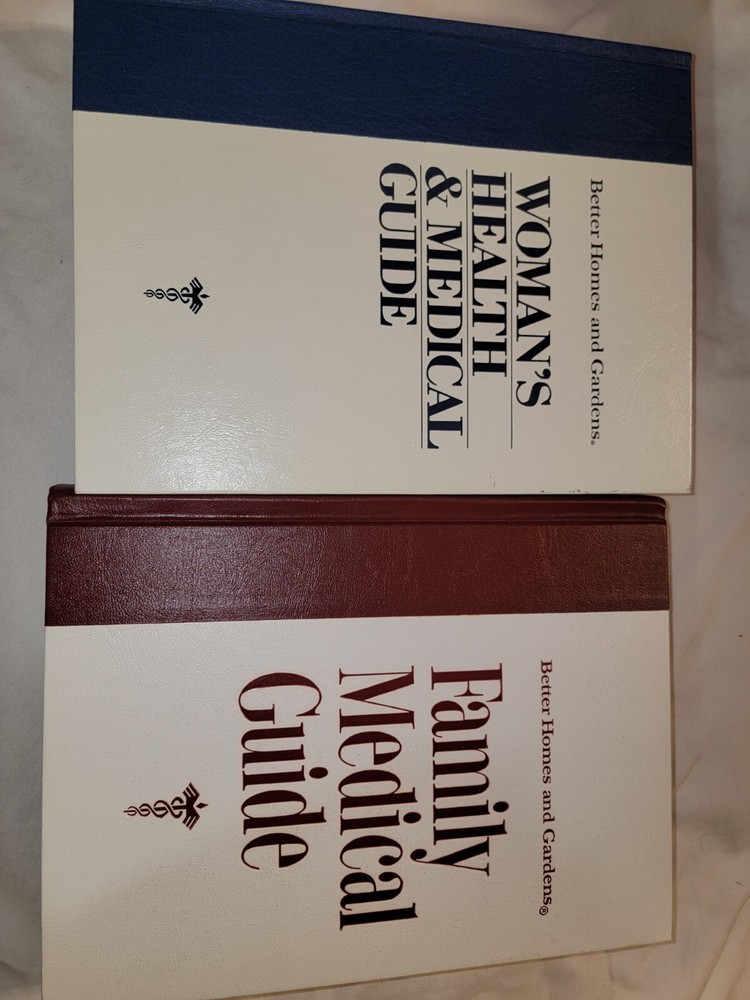 Better Homes and Gardens®
WOMAN'S
HEALTH
& MEDICAL
GUIDE
Better Homes and Gardens®
Family
Medical
Guide